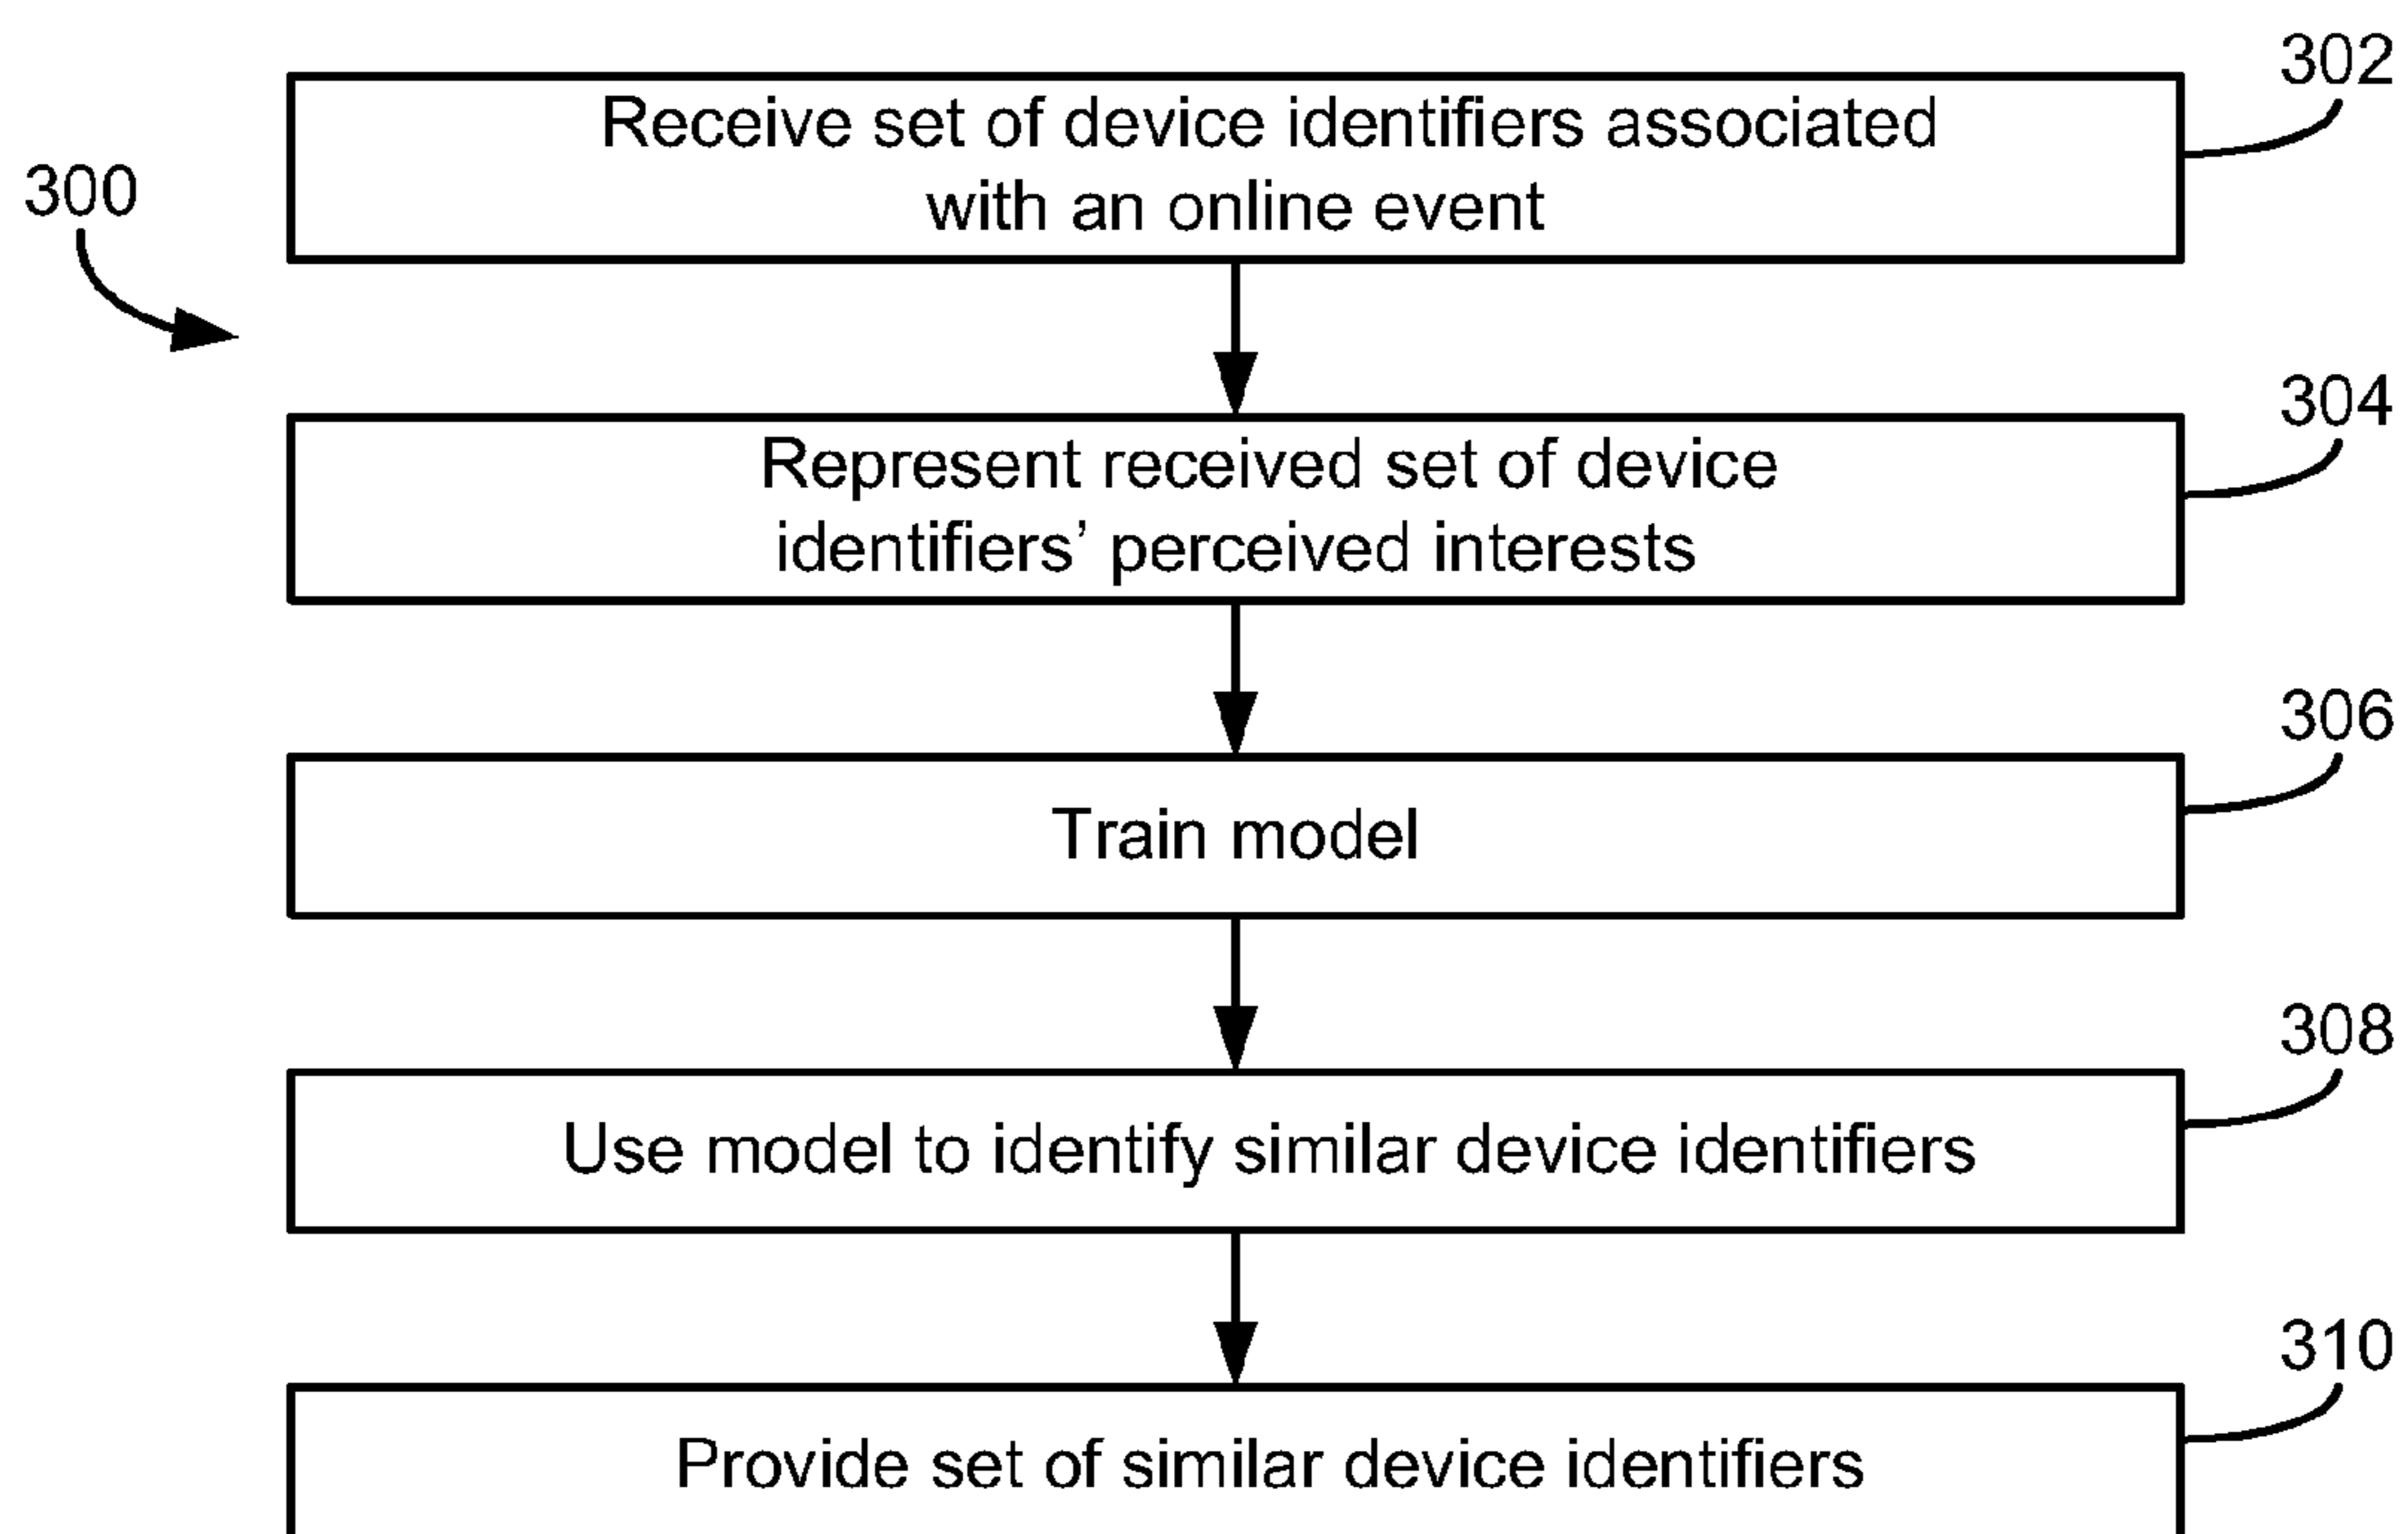 302
Receive set of device identifiers associated
with an online event
300
304
Represent received set of device
identifiers’ perceived interests
306
Train model
308
Use model to identify similar device identifiers
310
Provide set of similar device identifiers